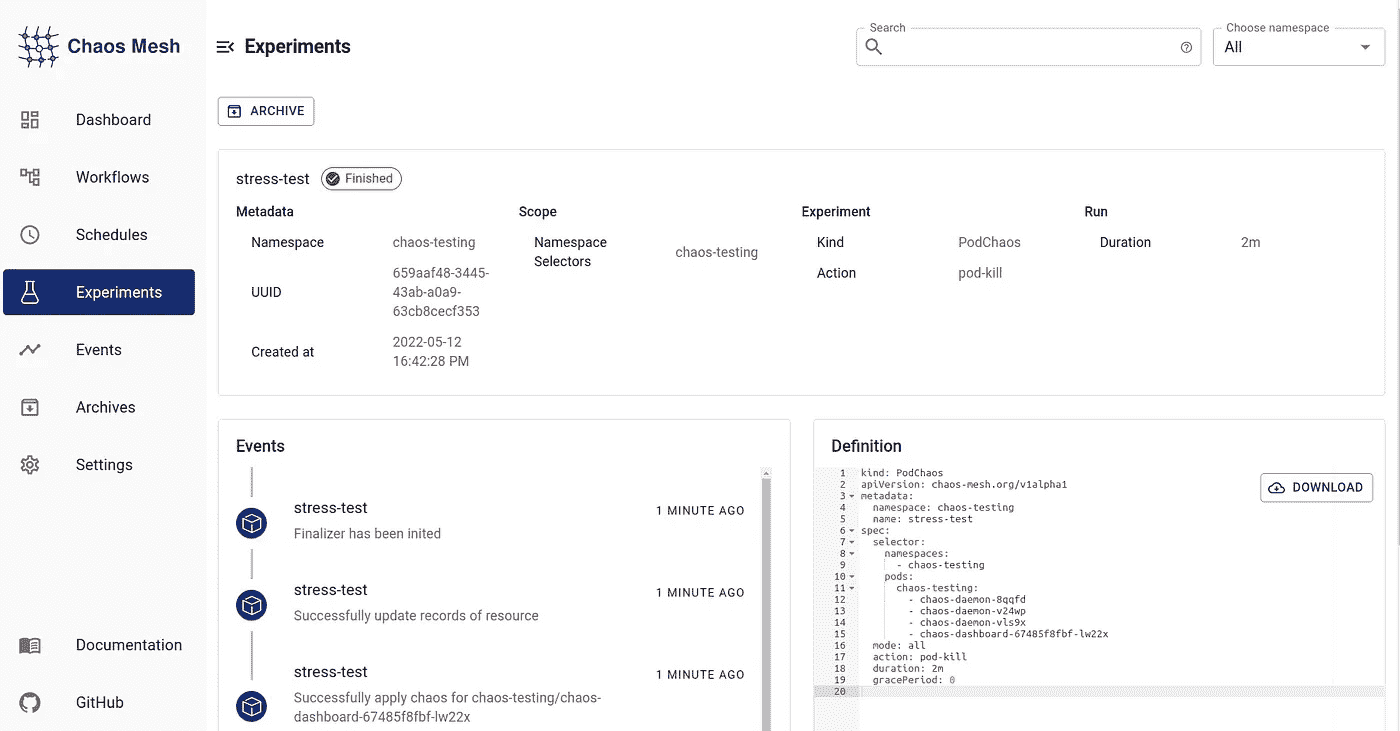 Chaos Mesh
Dashboard
Workflows
Schedules
Experiments
Events
Archives
Settings
Documentation
GitHub
Experiments
Search
Choose namespace
All
ARCHIVE
stress-test
Finished
Metadata
Namespace
chaos-testing
UUID
659aaf48-3445-
43ab-a0a9-
63cb8cecf353
Created at
2022-05-12
16:42:28 PM
Scope
Namespace
Selectors
chaos-testing
Experiment
Kind
PodChaos
Action
pod-kill
Run
Duration
2m
Events
stress-test
1 MINUTE AGO
Finalizer has been inited
stress-test
1 MINUTE AGO
Successfully update records of resource
stress-test
1 MINUTE AGO
Successfully apply chaos for chaos-testing/chaos-
dashboard-67485f8fbf-lw22x
Definition
DOWNLOAD
1 kind: PodChaos
2 apiVersion: chaos-mesh.org/v1alpha1
3 metadata:
4 namespace: chaos-testing
5 name: stress-test
6 spec:
7 selector:
8 namespaces:
9 - chaos-testing
10 pods:
11 chaos-testing:
12 - chaos-daemon-8qqfd
13 - chaos-daemon-v24wp
14 - chaos-daemon-vls9x
15 - chaos-dashboard-67485f8fbf-lw22x
16 mode: all
17 action: pod-kill
18 duration: 2m
19 gracePeriod: 0
20